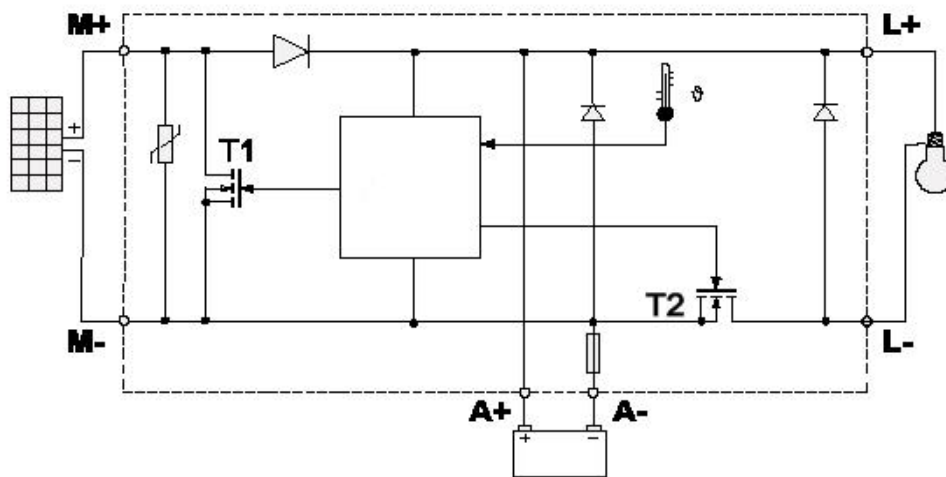 M+
L+
+
−
T1
ϑ
T2
M-
L-
A+
A-
+
−